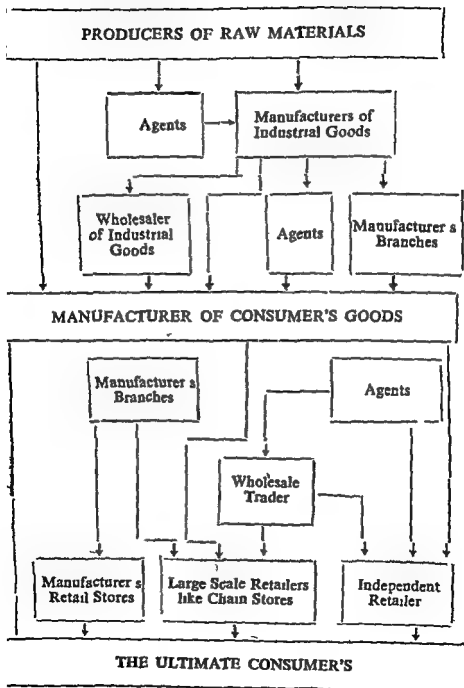 PRODUCERS OF RAW MATERIALS
Agents
Manufacturers of
Industrial Goods
Wholesaler
of Industrial
Goods
Agents
Manufacturer s
Branches
MANUFACTURER OF CONSUMER'S GOODS
Manufacturer s
Branches
Agents
Wholesale
Trader
Manufacturer s
Retail Stores
Large Scale Retailers
like Chain Stores
Independent
Retailer
THE ULTIMATE CONSUMER'S